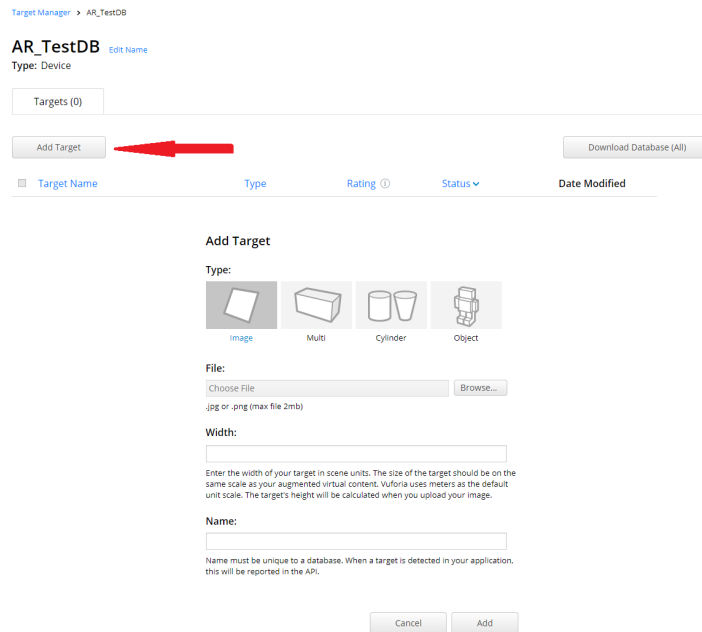 Target Manager > AR_TestDB
AR_TestDB Edit Name
Type: Device
Targets (0)
Add Target
Download Database (All)
Target Name Type Rating Status Date Modified
Add Target
Type:
Image Multi Cylinder Object
File:
Choose File Browse...
.jpg or .png (max file 2mb)
Width:
Enter the width of your target in scene units. The size of the target should be on the
same scale as your augmented virtual content. Vuforia uses meters as the default
unit scale. The target's height will be calculated when you upload your image.
Name:
Name must be unique to a database. When a target is detected in your application,
this will be reported in the API.
Cancel Add